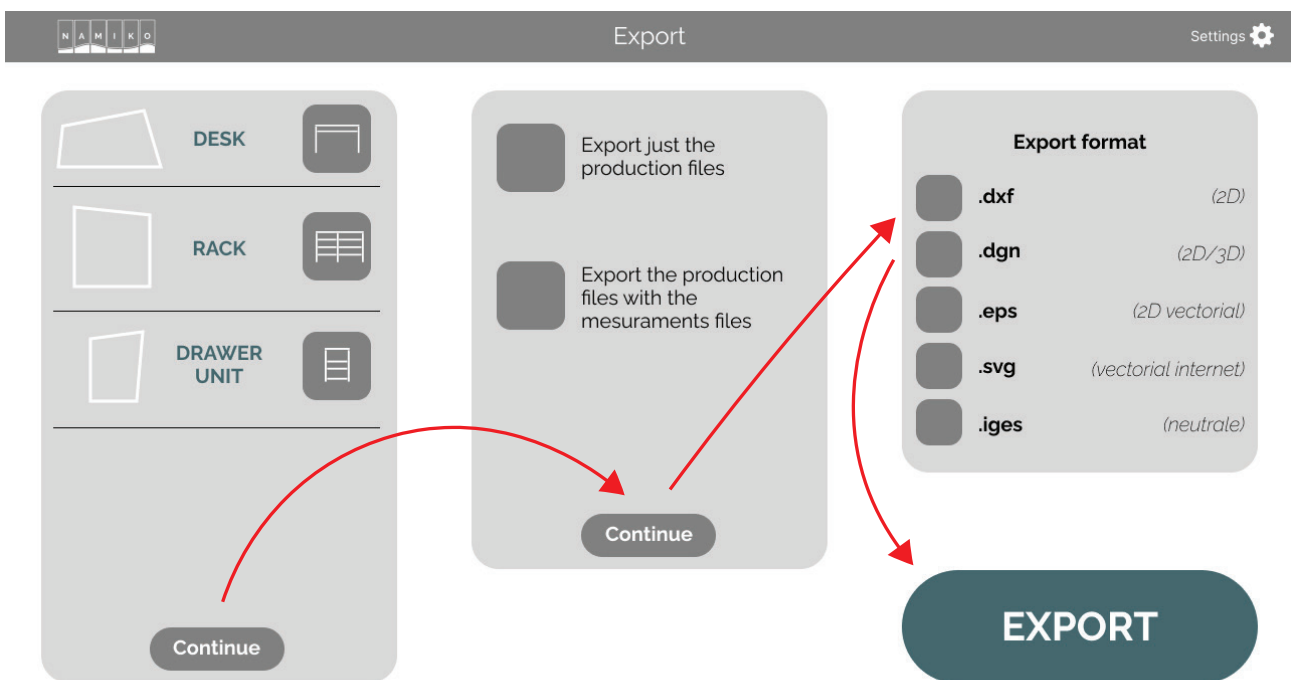 NAMIKO
Export
Settings
DESK
RACK
DRAWER
UNIT
Continue
Export just the
production files
Export the production
files with the
mesuraments files
Continue
Export format
.dxf (2D)
.dgn (2D/3D)
.eps (2D vectorial)
.svg (vectorial internet)
.iges (neutrale)
EXPORT